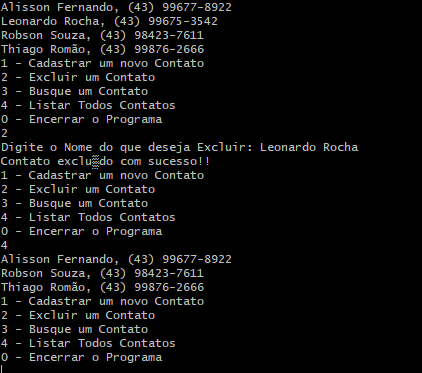 Alisson Fernando, (43) 99677-8922
Leonardo Rocha, (43) 99675-3542
Robson Souza, (43) 98423-7611
Thiago Romão, (43) 99876-2666
1 - Cadastrar um novo Contato
2 - Excluir um Contato
3 - Busque um Contato
4 - Listar Todos Contatos
0 - Encerrar o Programa
2
Digite o Nome do que deseja Excluir: Leonardo Rocha
Contato excluído com sucesso!!
1 - Cadastrar um novo Contato
2 - Excluir um Contato
3 - Busque um Contato
4 - Listar Todos Contatos
0 - Encerrar o Programa
4
Alisson Fernando, (43) 99677-8922
Robson Souza, (43) 98423-7611
Thiago Romão, (43) 99876-2666
1 - Cadastrar um novo Contato
2 - Excluir um Contato
3 - Busque um Contato
4 - Listar Todos Contatos
0 - Encerrar o Programa